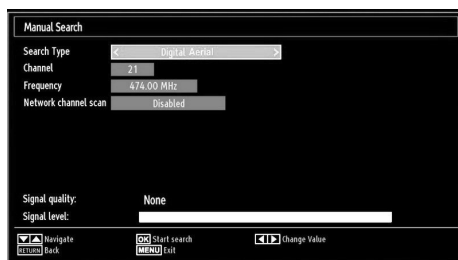 Manual Search
Search Type < Digital Aerial >
Channel 21
Frequency 474.00 MHz
Network channel scan Disabled
Signal quality: None
Signal level:
Navigate OK Start search Change Value
RETURN Back MENU Exit